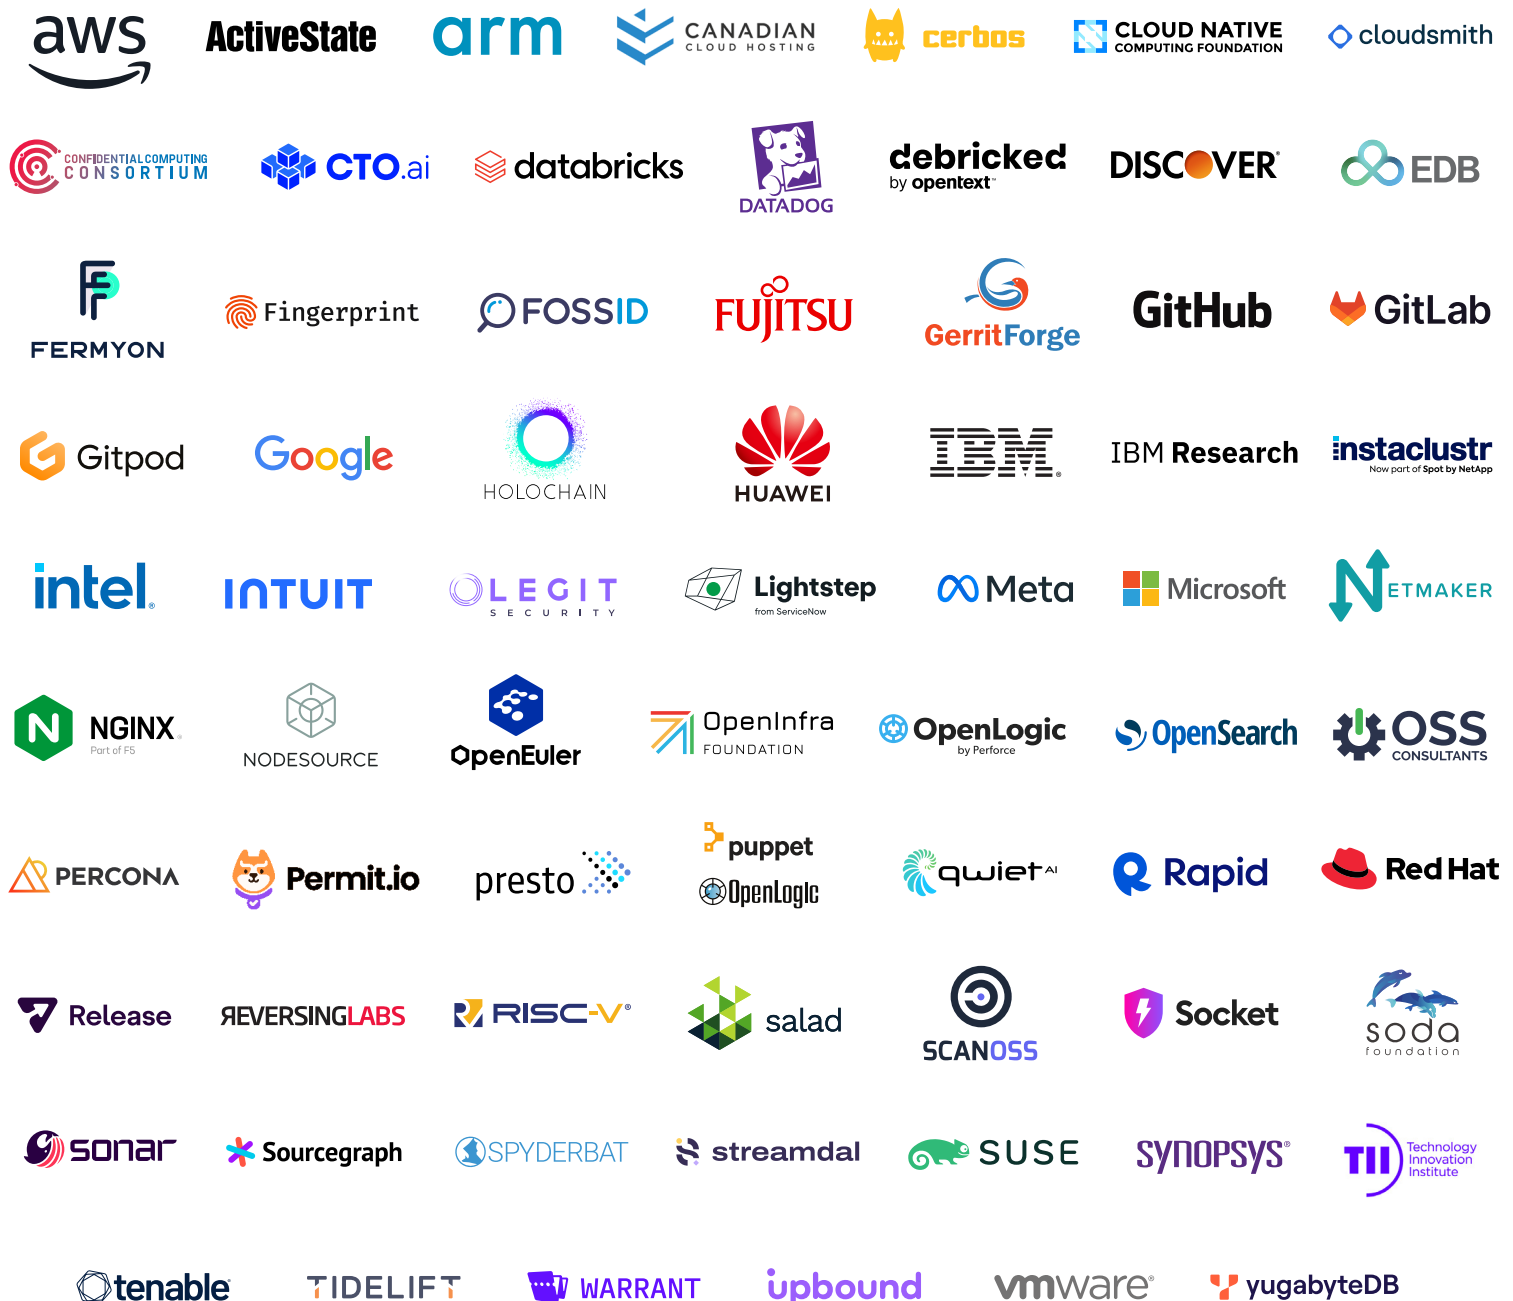 aws
ActiveState
arm
CANADIAN
CLOUD HOSTING
cerbos
CLOUD NATIVE
COMPUTING FOUNDATION
cloudsmith
CONFIDENTIAL COMPUTING
CONSORTIUM
CTO.ai
databricks
DATADOG
debricked
by opentext™
DISCOVER®
EDB
FERMYON
Fingerprint
FOSSID
FUJITSU
GerritForge
GitHub
GitLab
Gitpod
Google
HOLOCHAIN
HUAWEI
IBM®
IBM Research
instaclustr
Now part of Spot by NetApp
intel®
INTUIT
LEGIT
SECURITY
Lightstep
from ServiceNow
Meta
Microsoft
NETMAKER
NGINX
Part of F5
NODESOURCE
OpenEuler
OpenInfra
FOUNDATION
OpenLogic
by Perforce
OpenSearch
OSS
CONSULTANTS
PERCONA
Permit.io
presto
puppet
OpenLogic
qwiet AI
Rapid
Red Hat
Release
REVERSINGLABS
RISC-V®
salad
SCANOSS
Socket
soda
foundation
sonar
Sourcegraph
SPYDERBAT
streamdal
SUSE
SYNOPSYS®
TII
Technology
Innovation
Institute
tenable®
TIDELIFT
WARRANT
upbound
vmware®
yugabyteDB